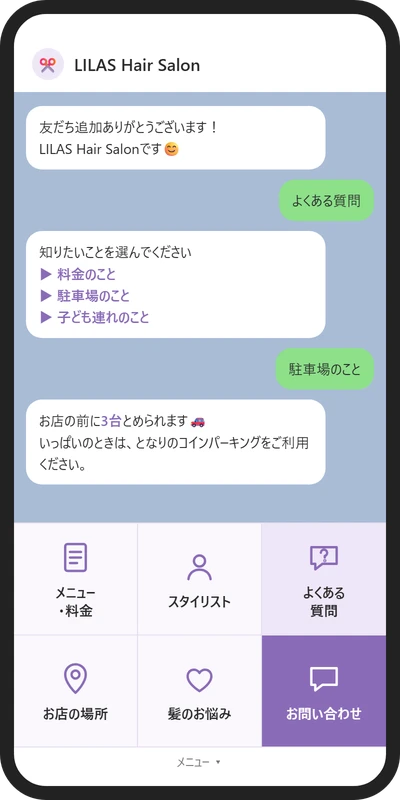 LILAS Hair Salon
友だち追加ありがとうございます！
LILAS Hair Salonです😊
よくある質問
知りたいことを選んでください
▶ 料金のこと
▶ 駐車場のこと
▶ 子ども連れのこと
駐車場のこと
お店の前に3台とめられます🚗
いっぱいのときは、となりのコインパーキングをご利用
ください。
メニュー
・料金
スタイリスト
よくある
質問
お店の場所
髪のお悩み
お問い合わせ
メニュー ▾